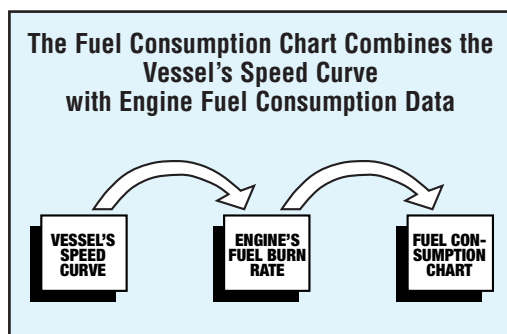 The Fuel Consumption Chart Combines the
Vessel’s Speed Curve
with Engine Fuel Consumption Data
VESSEL’S
SPEED
CURVE
ENGINE’S
FUEL BURN
RATE
FUEL CON-
SUMPTION
CHART